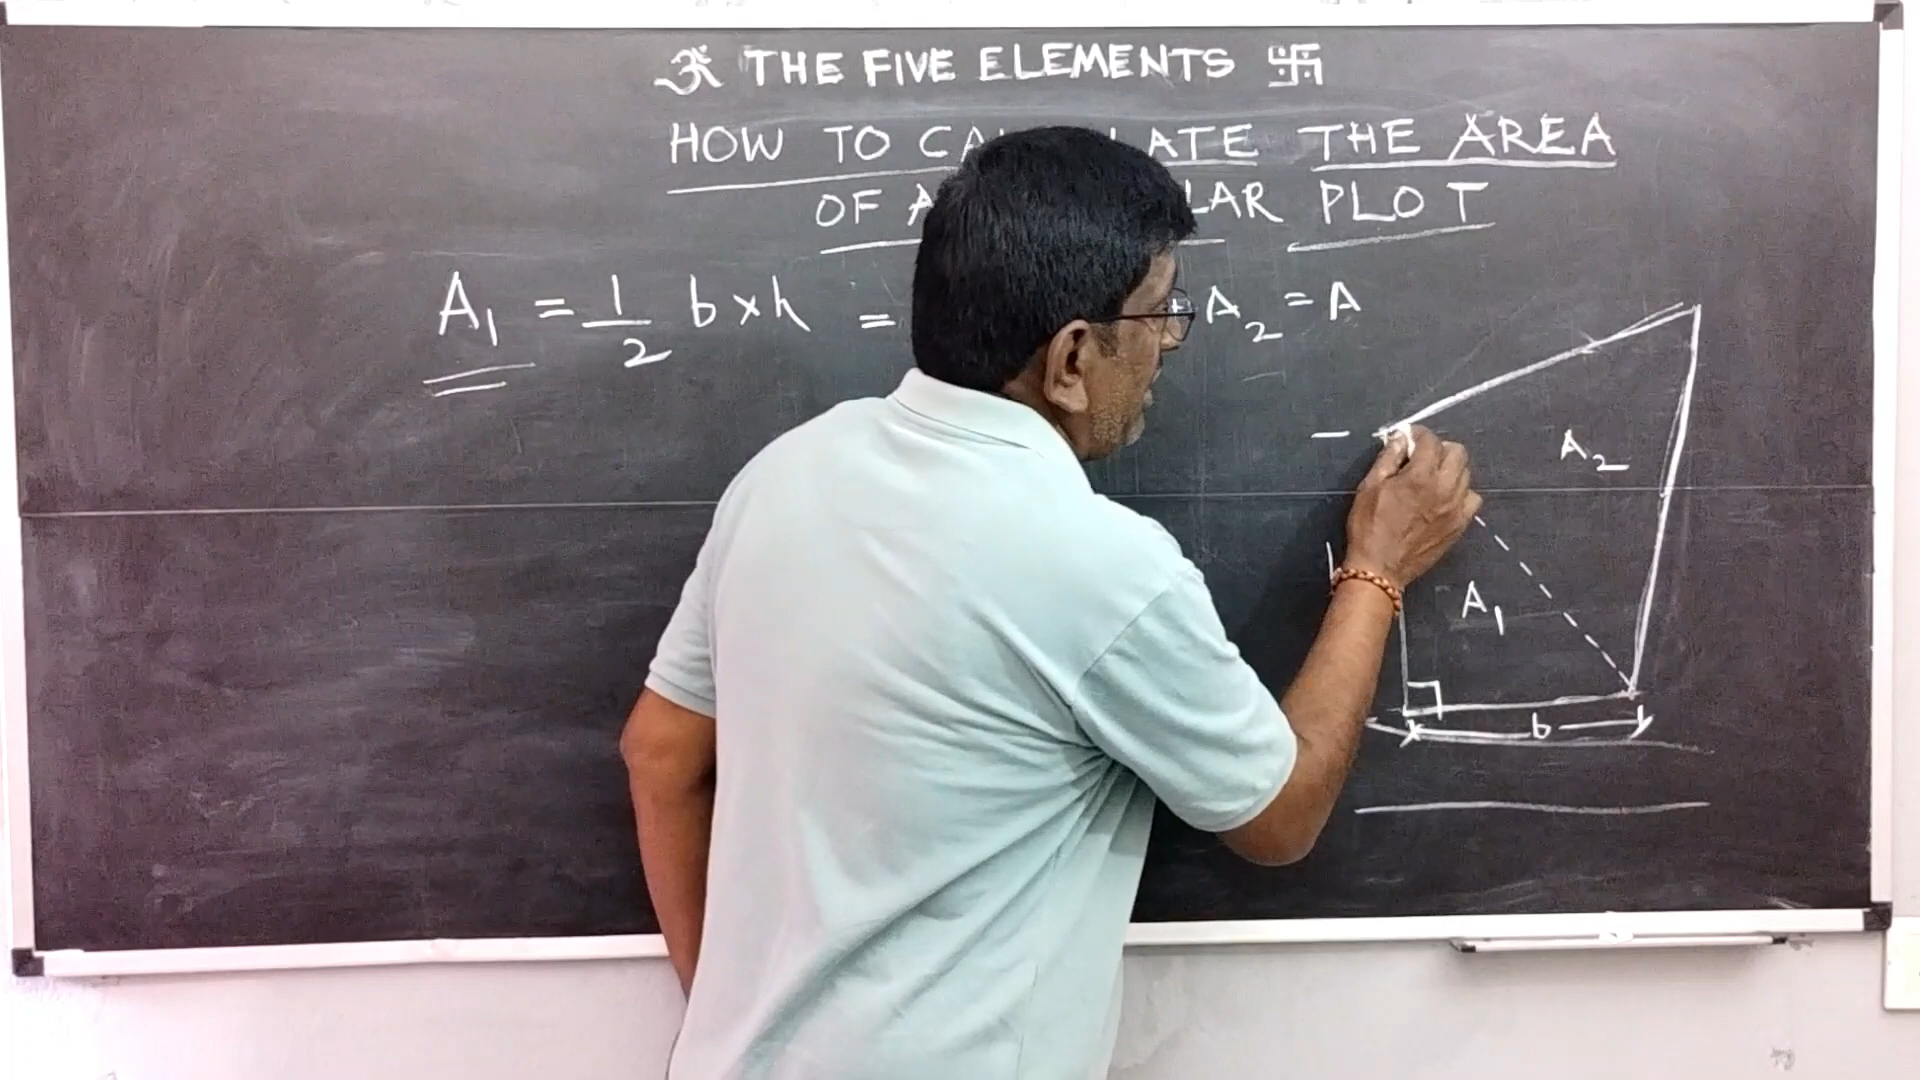 ॐ THE FIVE ELEMENTS 卐
HOW TO CA LATE THE AREA
OF A LAR PLOT
A₁ = 1/2 b×h = + A₂ = A
A₂
A₁
b